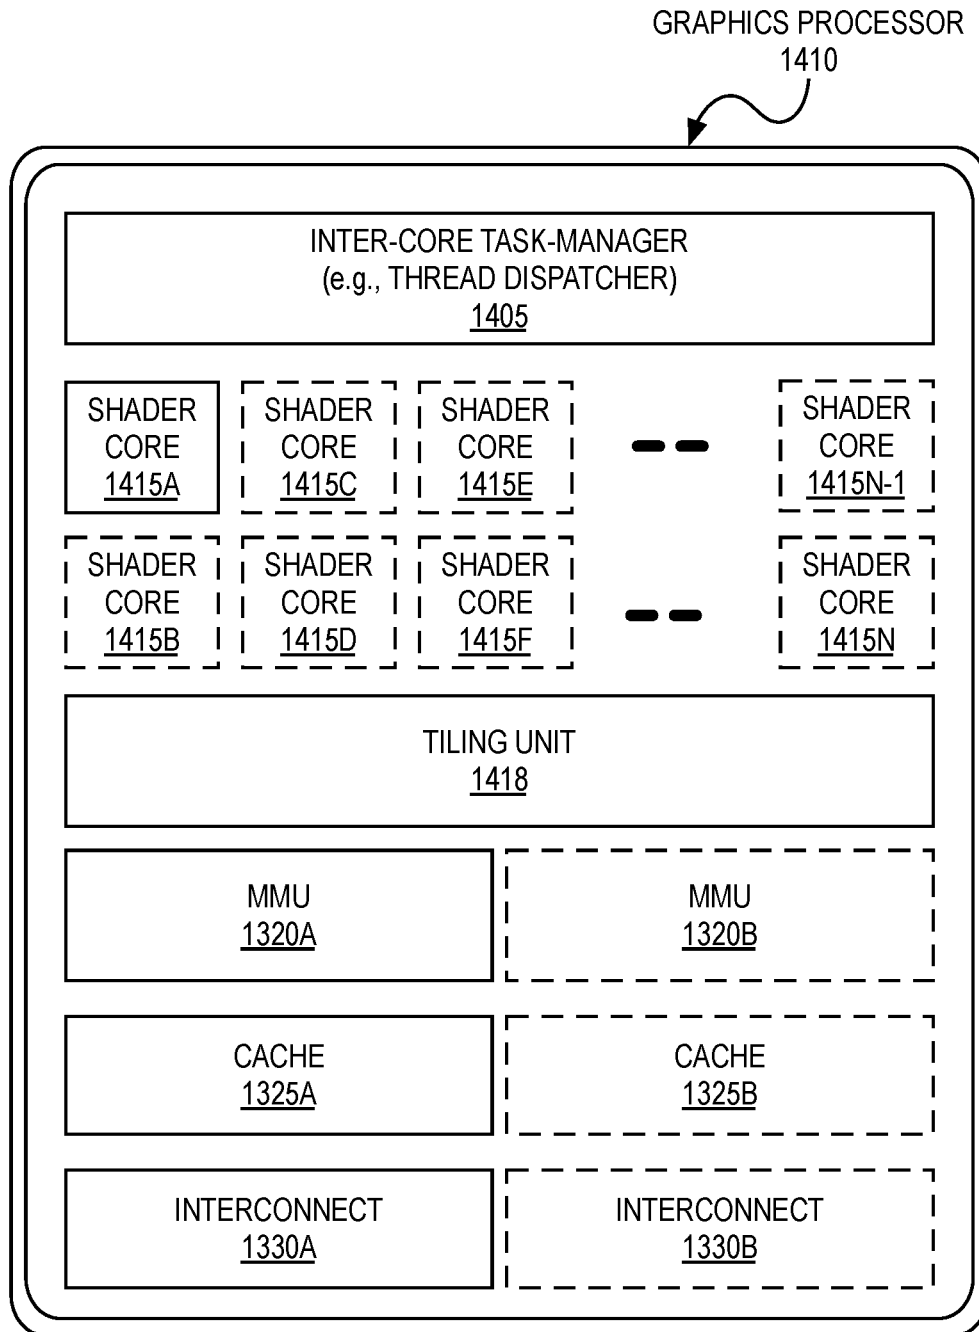 GRAPHICS PROCESSOR
1410
INTER-CORE TASK-MANAGER
(e.g., THREAD DISPATCHER)
1405
SHADER
CORE
1415A
SHADER
CORE
1415C
SHADER
CORE
1415E
SHADER
CORE
1415N-1
SHADER
CORE
1415B
SHADER
CORE
1415D
SHADER
CORE
1415F
SHADER
CORE
1415N
TILING UNIT
1418
MMU
1320A
MMU
1320B
CACHE
1325A
CACHE
1325B
INTERCONNECT
1330A
INTERCONNECT
1330B